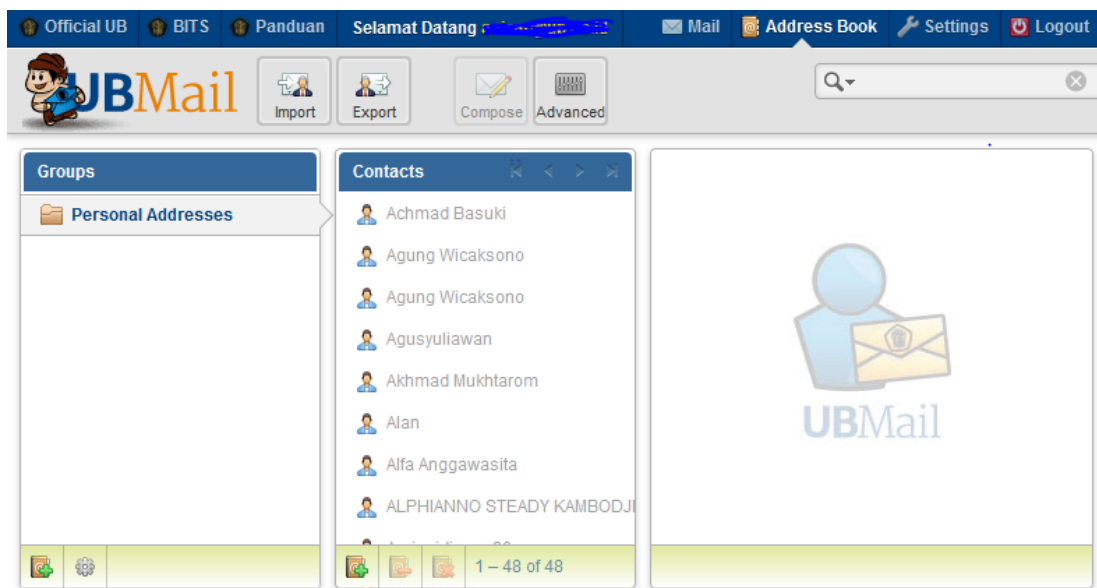 Official UB BITS Panduan Selamat Datang Mail Address Book Settings Logout
UBMail Import Export Compose Advanced
Groups
Personal Addresses
Contacts
Achmad Basuki
Agung Wicaksono
Agung Wicaksono
Agusyuliawan
Akhmad Mukhtarom
Alan
Alfa Anggawasita
ALPHIANNO STEADY KAMBODJI
1 – 48 of 48
UBMail